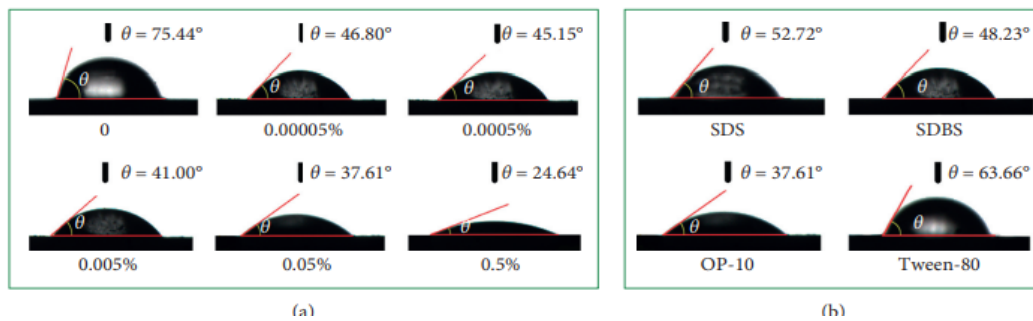 θ = 75.44° θ = 46.80° θ = 45.15°
θ θ θ
0 0.00005% 0.0005%
θ = 41.00° θ = 37.61° θ = 24.64°
θ θ θ
0.005% 0.05% 0.5%
(a)
θ = 52.72° θ = 48.23°
θ θ
SDS SDBS
θ = 37.61° θ = 63.66°
θ θ
OP-10 Tween-80
(b)